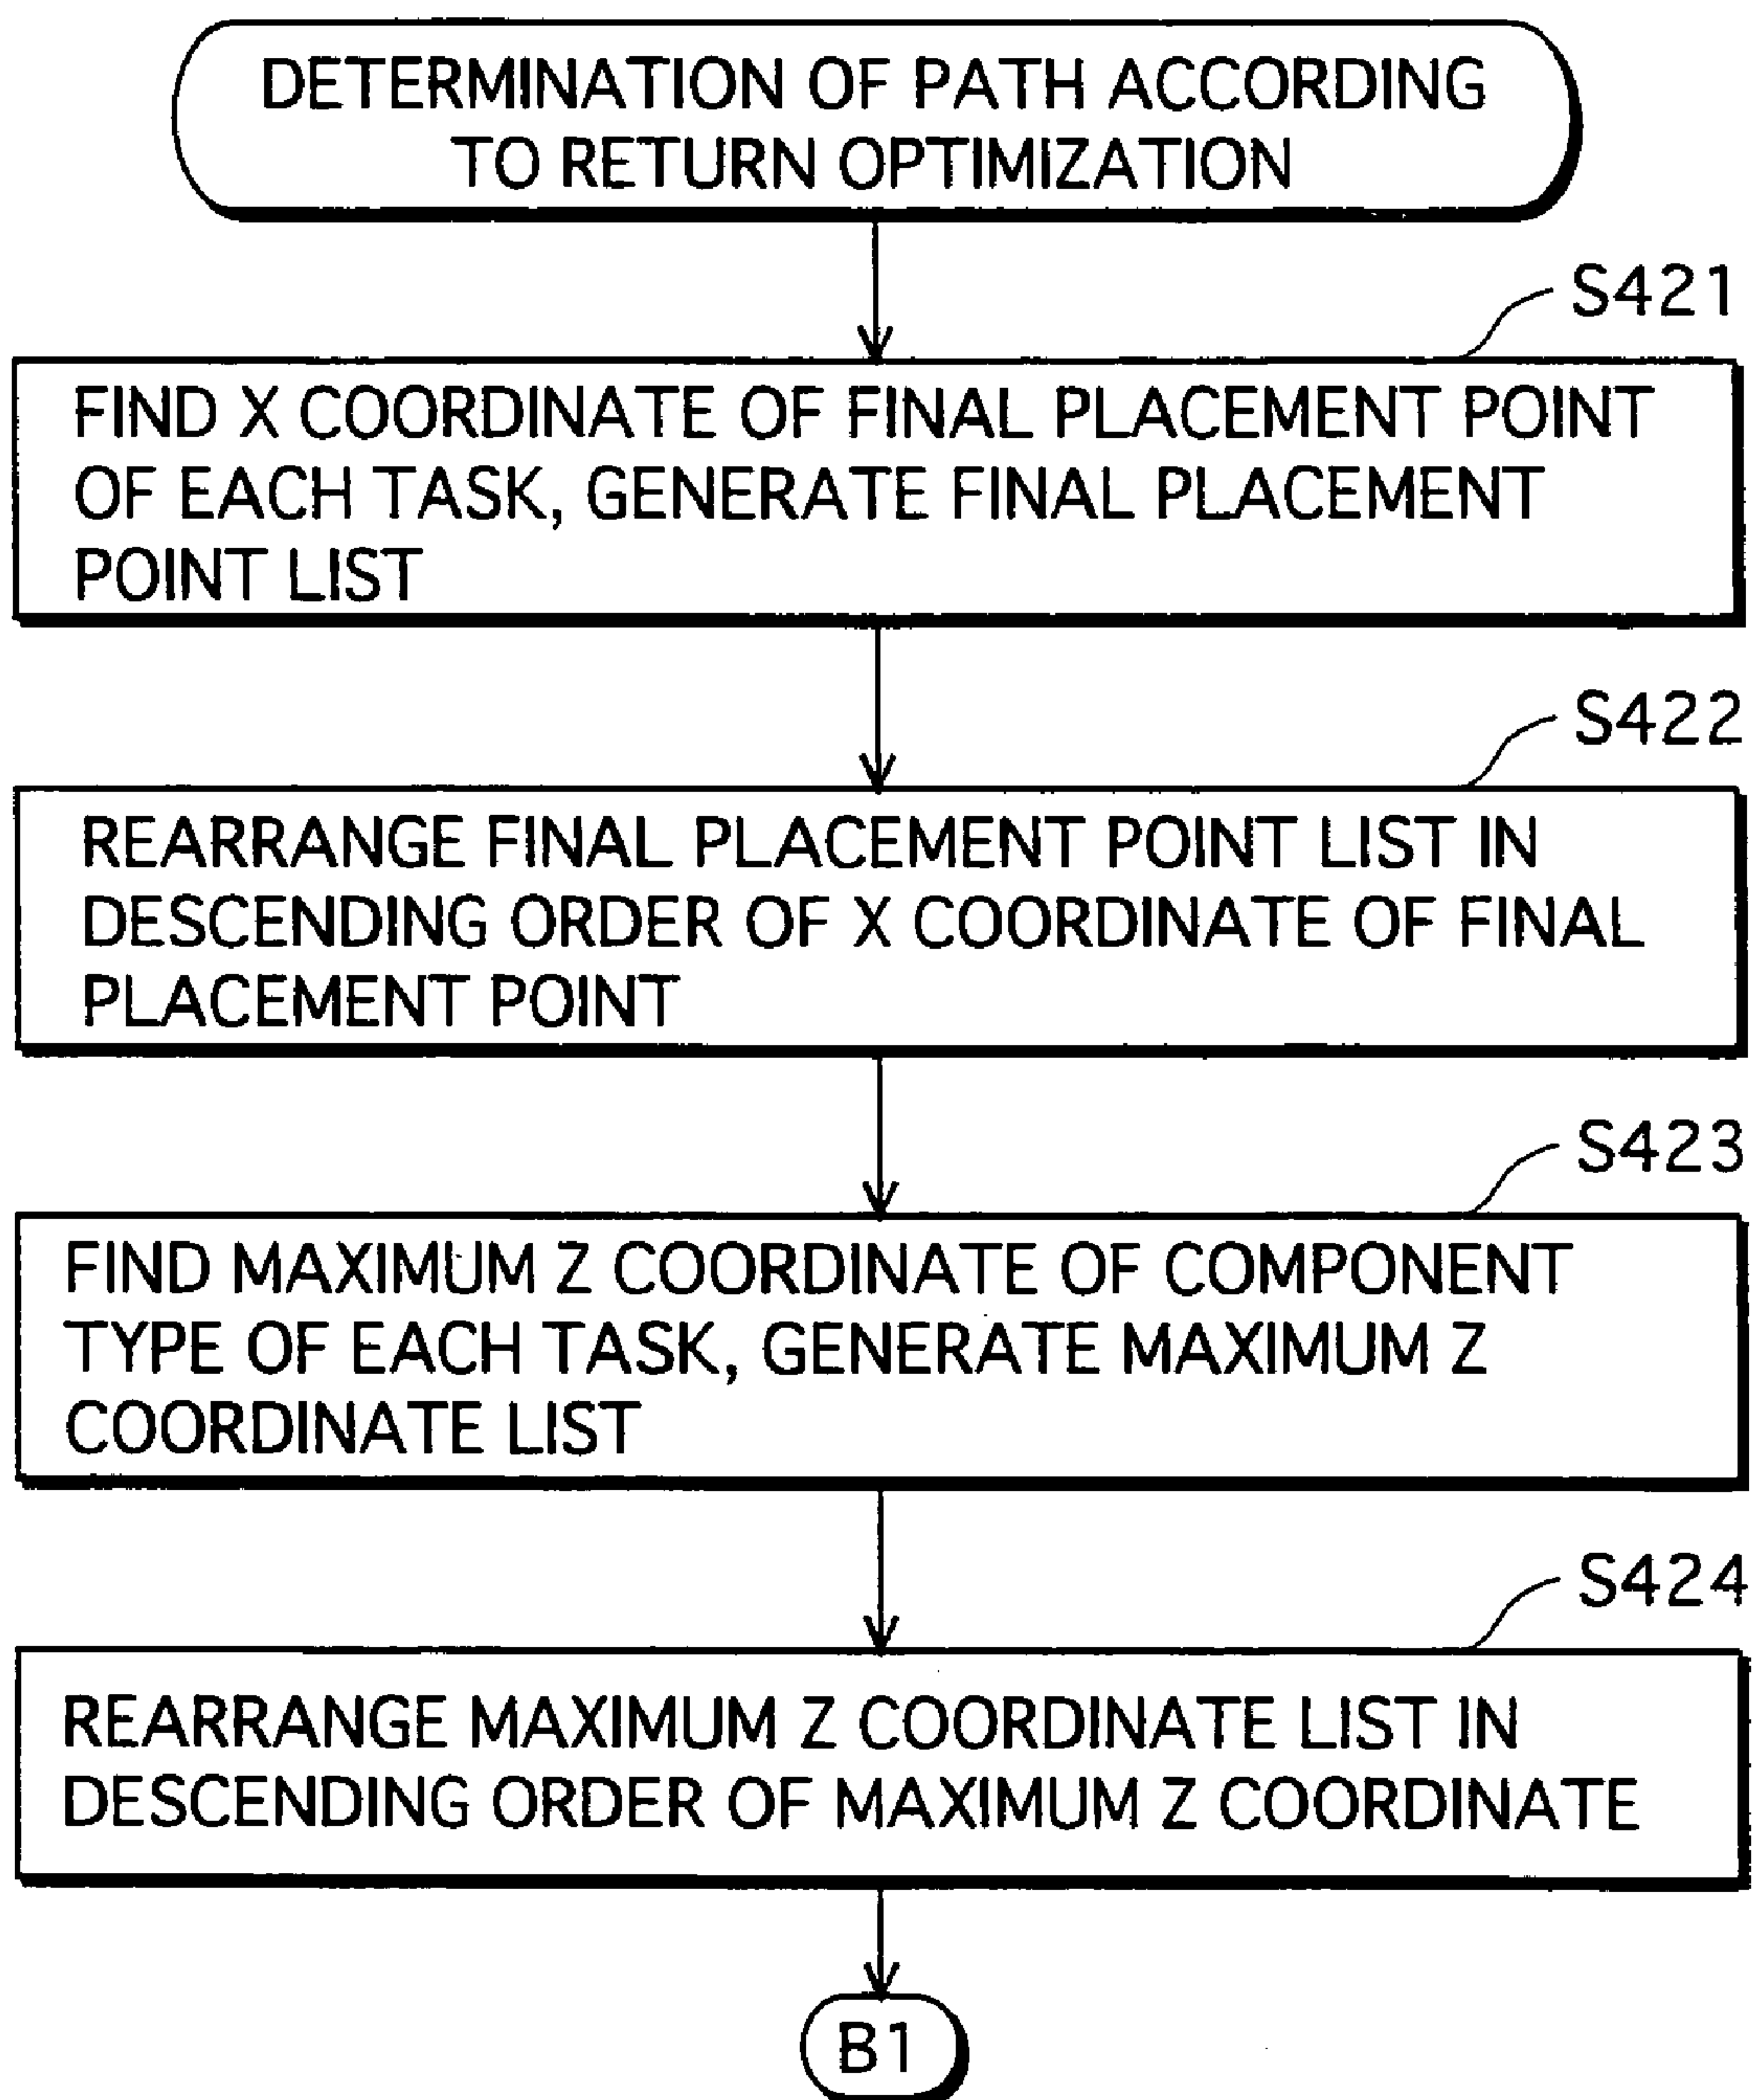 DETERMINATION OF PATH ACCORDING
TO RETURN OPTIMIZATION
S421
FIND X COORDINATE OF FINAL PLACEMENT POINT
OF EACH TASK, GENERATE FINAL PLACEMENT
POINT LIST
S422
REARRANGE FINAL PLACEMENT POINT LIST IN
DESCENDING ORDER OF X COORDINATE OF FINAL
PLACEMENT POINT
S423
FIND MAXIMUM Z COORDINATE OF COMPONENT
TYPE OF EACH TASK, GENERATE MAXIMUM Z
COORDINATE LIST
S424
REARRANGE MAXIMUM Z COORDINATE LIST IN
DESCENDING ORDER OF MAXIMUM Z COORDINATE
B1